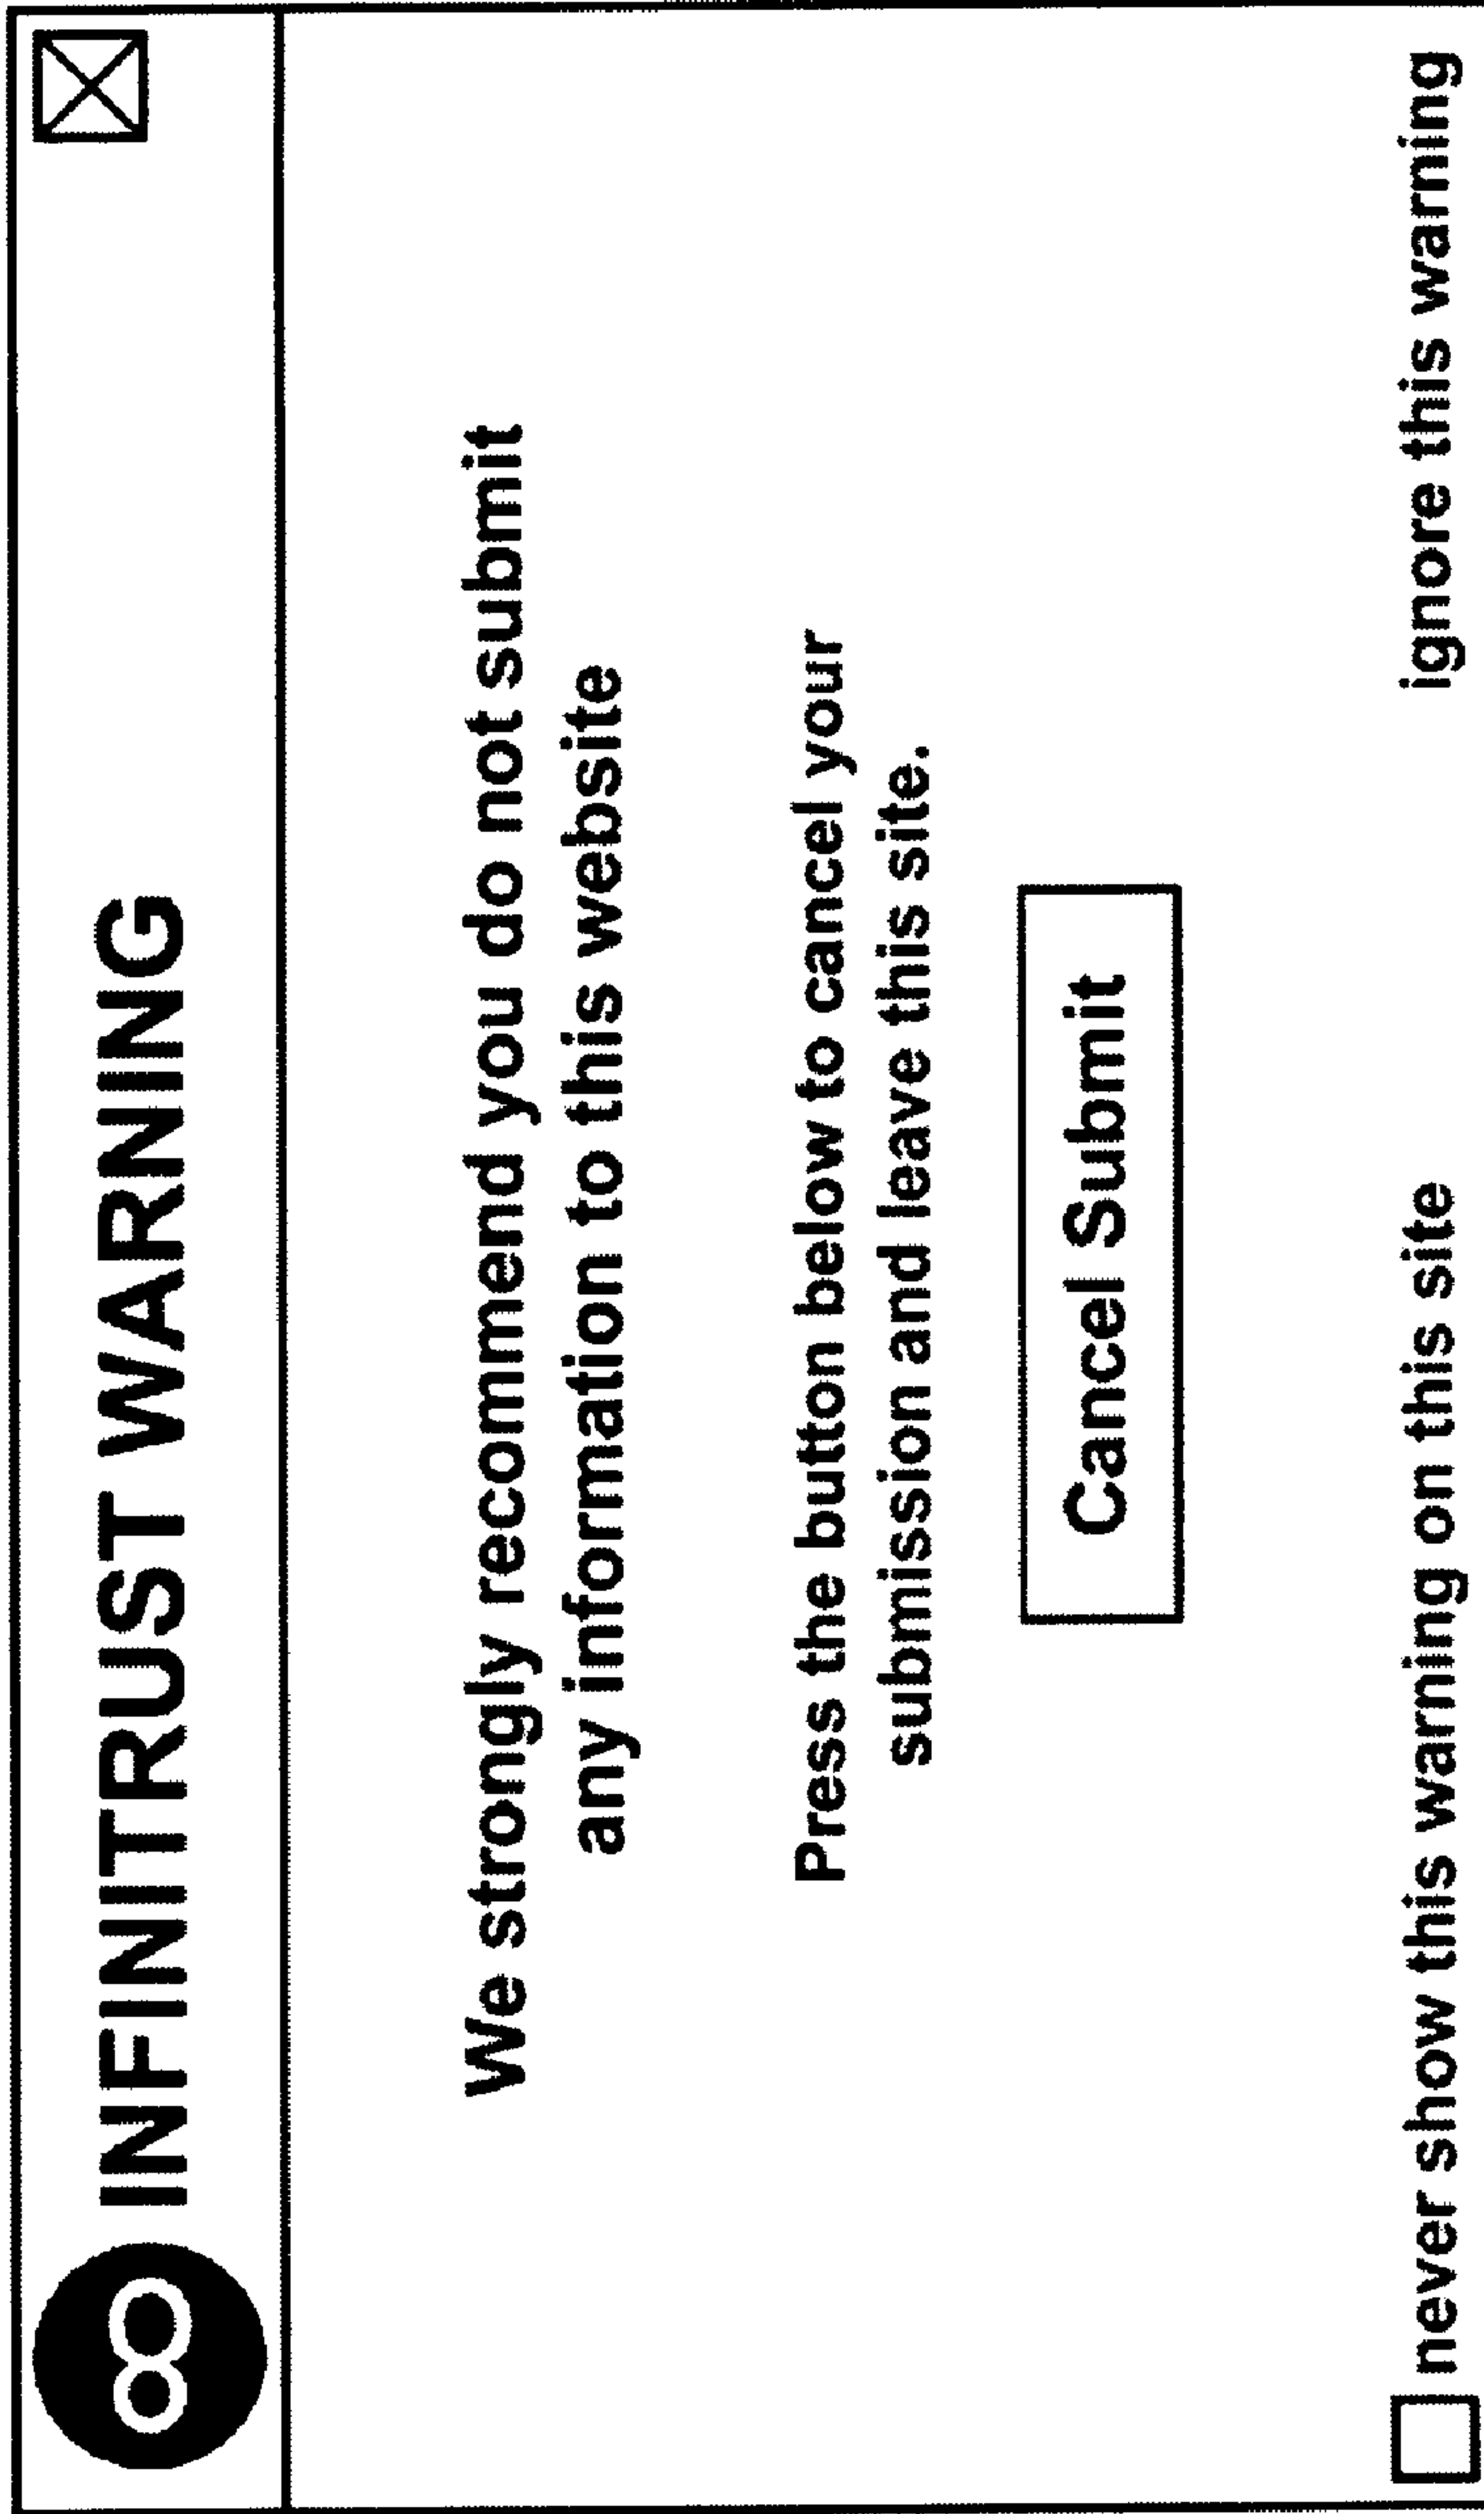 INFINITRUST WARNING
We strongly recommend you do not submit
any information to this website
Press the button below to cancel your
submission and leave this site.
Cancel Submit
never show this warning on this site
ignore this warning